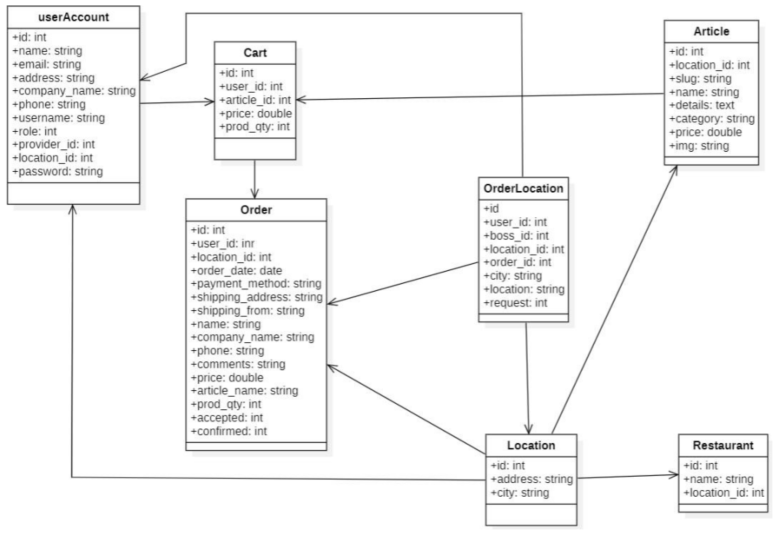 userAccount
+id: int
+name: string
+email: string
+address: string
+company_name: string
+phone: string
+username: string
+role: int
+provider_id: int
+location_id: int
+password: string
Cart
+id: int
+user_id: int
+article_id: int
+price: double
+prod_qty: int
Article
+id: int
+location_id: int
+slug: string
+name: string
+details: text
+category: string
+price: double
+img: string
Order
+id: int
+user_id: inr
+location_id: int
+order_date: date
+payment_method: string
+shipping_address: string
+shipping_from: string
+name: string
+company_name: string
+phone: string
+comments: string
+price: double
+article_name: string
+prod_qty: int
+accepted: int
+confirmed: int
OrderLocation
+id
+user_id: int
+boss_id: int
+location_id: int
+order_id: int
+city: string
+location: string
+request: int
Location
+id: int
+address: string
+city: string
Restaurant
+id: int
+name: string
+location_id: int